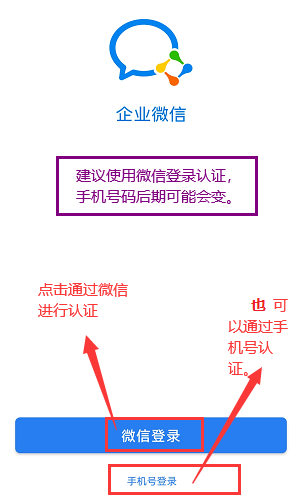 企业微信
建议使用微信登录认证，
手机号码后期可能会变。
点击通过微信
进行认证
也 可
以通过手
机号认
证。
微信登录
手机号登录